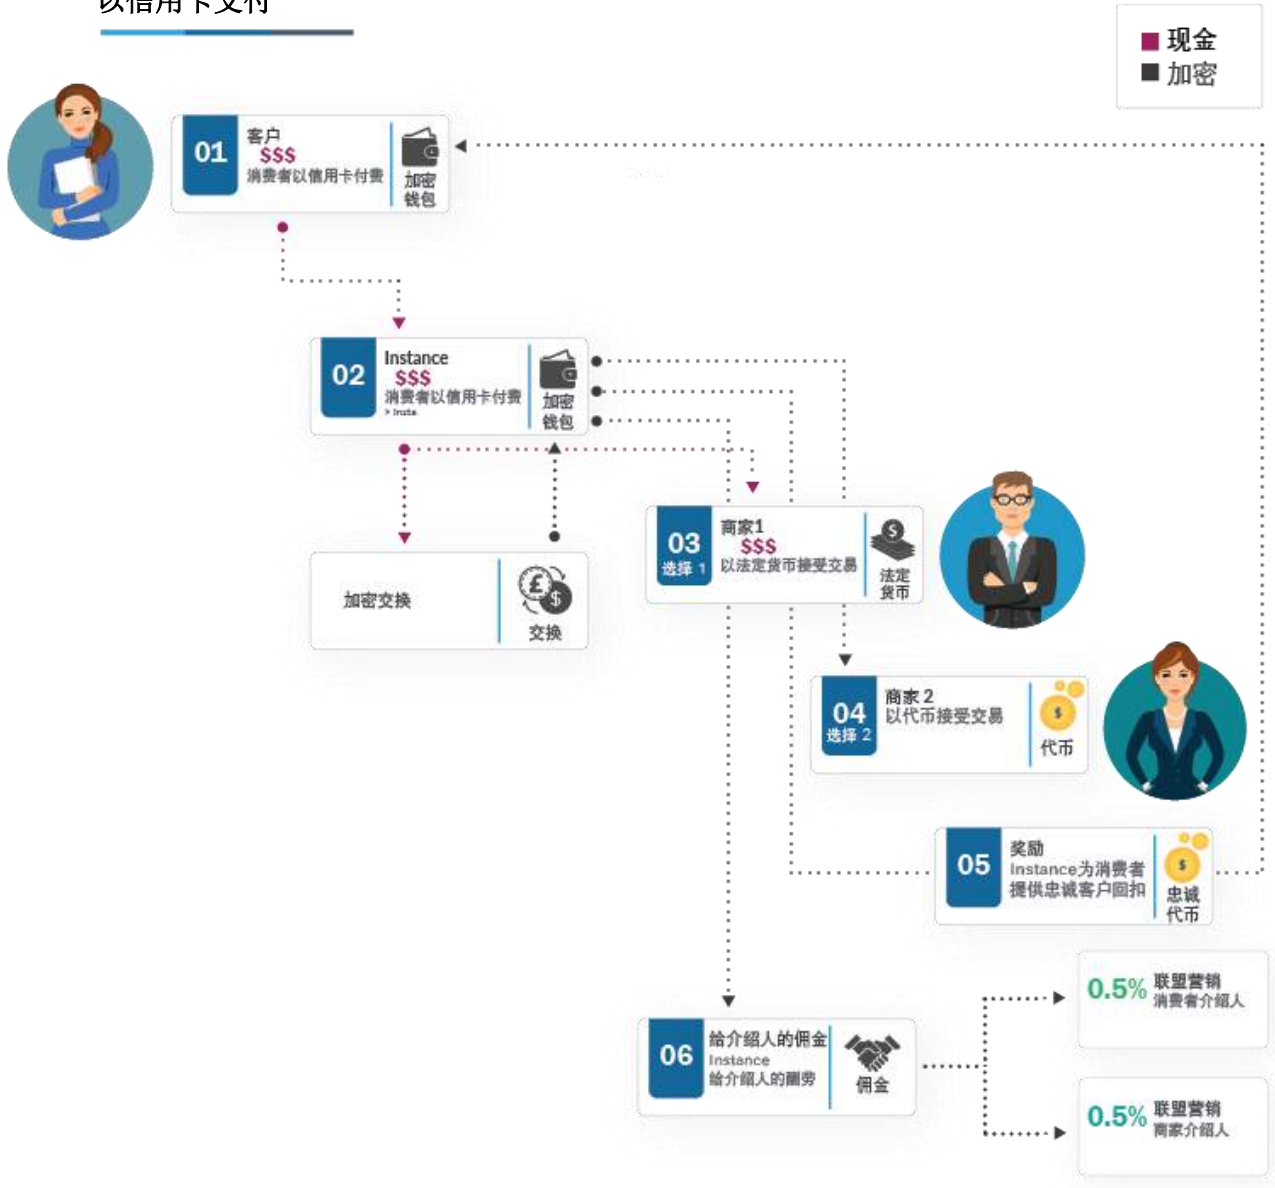 以信用卡支付
现金
加密
01
客户
$$$
消费者以信用卡付费
加密
钱包
02
Instance
$$$
消费者以信用卡付费
加密
钱包
加密交换
交换
03
选择 1
商家1
$$$
以法定货币接受交易
法定
货币
04
选择 2
商家 2
以代币接受交易
代币
05
奖励
Instance为消费者
提供忠诚客户回扣
忠诚
代币
06
给介绍人的佣金
Instance
给介绍人的酬劳
佣金
0.5%
联盟营销
消费者介绍人
0.5%
联盟营销
商家介绍人